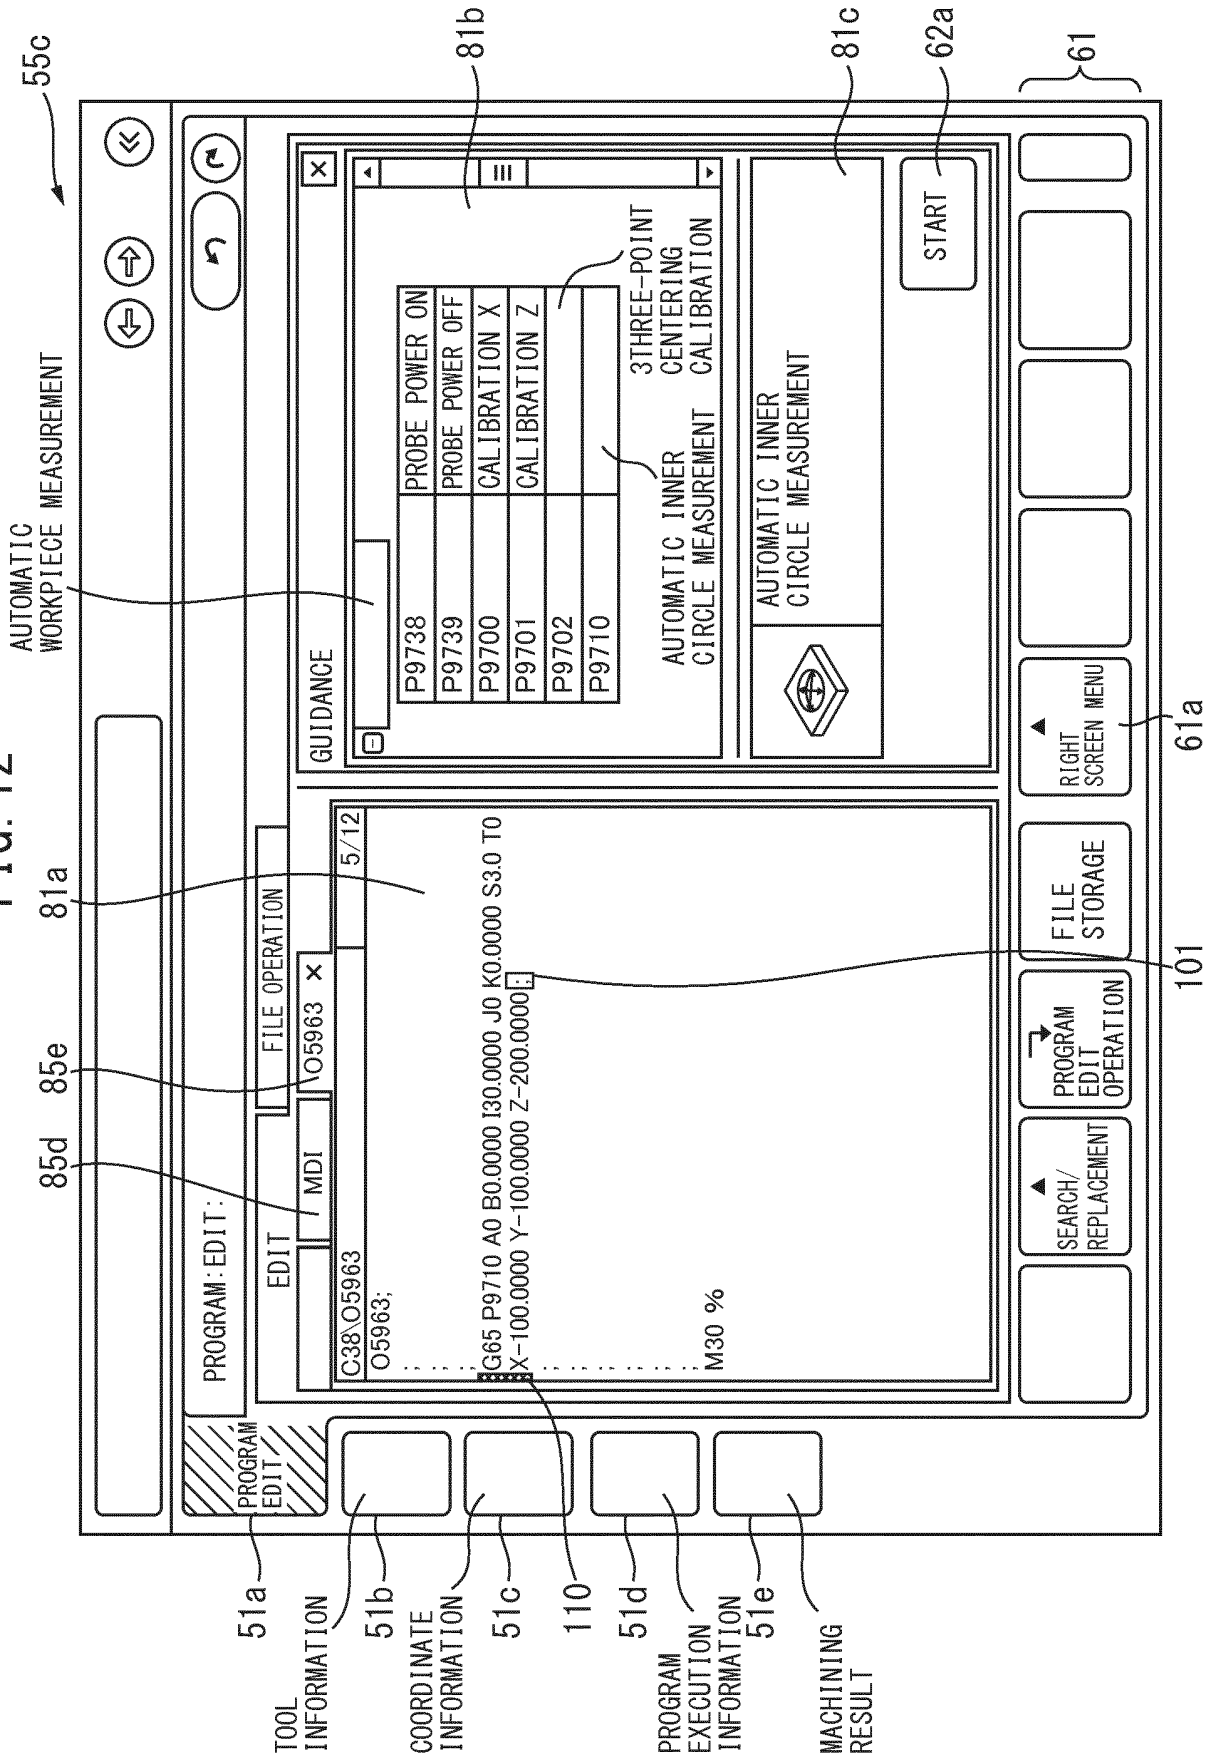 FIG. 12
55c
AUTOMATIC
WORKPIECE MEASUREMENT
81a
85e
85d
81b
81c
62a
61
PROGRAM:EDIT:
PROGRAM
EDIT
EDIT
FILE OPERATION
MDI
O5963 ×
C38\O5963
5/12
O5963;
;
;
;
G65 P9710 A0 B0.0000 I30.0000 J0 K0.0000 S3.0 T0
X-100.0000 Y-100.0000 Z-200.0000;
;
;
;
;
;
;
;
M30 %
GUIDANCE
×
P9738 PROBE POWER ON
P9739 PROBE POWER OFF
P9700 CALIBRATION X
P9701 CALIBRATION Z
P9702
P9710
3THREE-POINT
CENTERING
CALIBRATION
AUTOMATIC INNER
CIRCLE MEASUREMENT
AUTOMATIC INNER
CIRCLE MEASUREMENT
START
SEARCH/
REPLACEMENT
PROGRAM
EDIT
OPERATION
FILE
STORAGE
RIGHT
SCREEN MENU
61a
101
51a
TOOL
INFORMATION
51b
COORDINATE
INFORMATION
51c
110
51d
PROGRAM
EXECUTION
INFORMATION
51e
MACHINING
RESULT